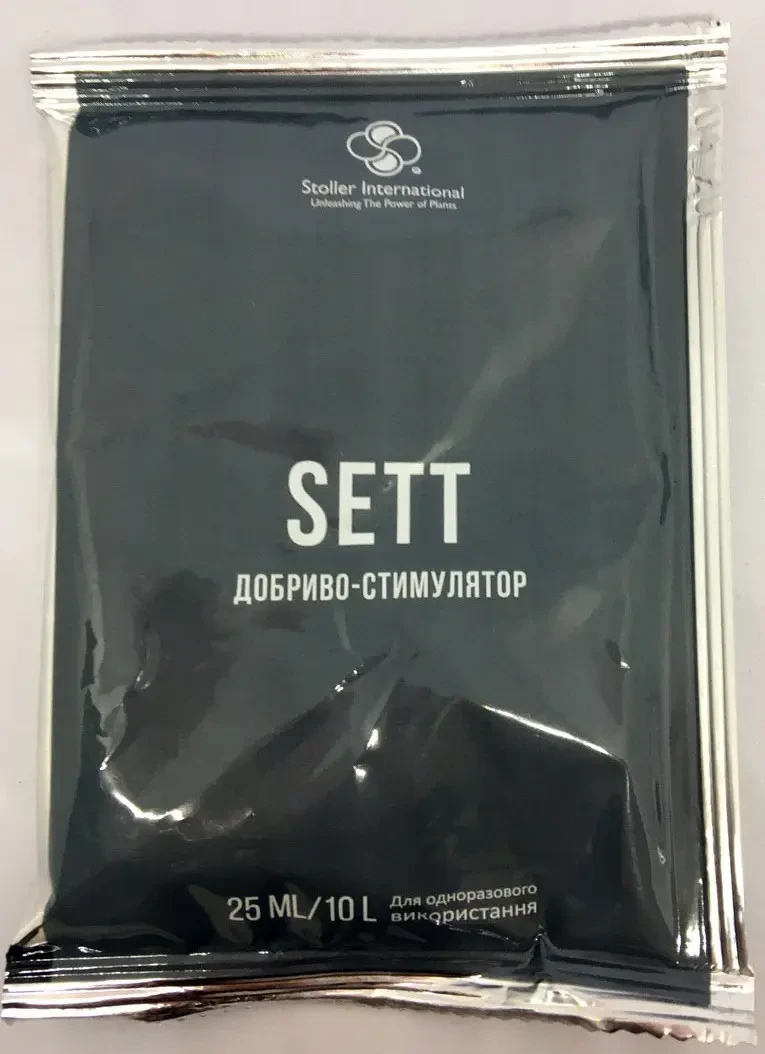 Stoller International
Unleashing The Power of Plants
SETT
ДОБРИВО-СТИМУЛЯТОР
25 ML/10 L Для одноразового
використання